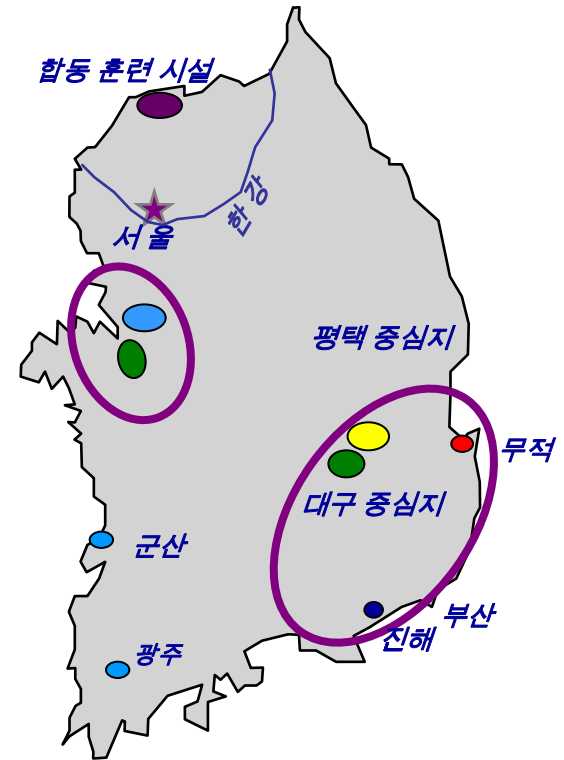 합동 훈련 시설
한 강
서 울
평택 중심지
무적
대구 중심지
군산
부산
진해
광주